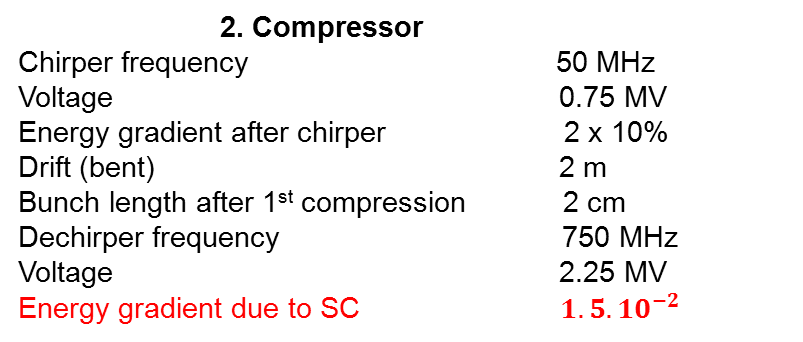 2. Compressor
Chirper frequency 50 MHz
Voltage 0.75 MV
Energy gradient after chirper 2 x 10%
Drift (bent) 2 m
Bunch length after 1st compression 2 cm
Dechirper frequency 750 MHz
Voltage 2.25 MV
Energy gradient due to SC 1.5.10⁻²